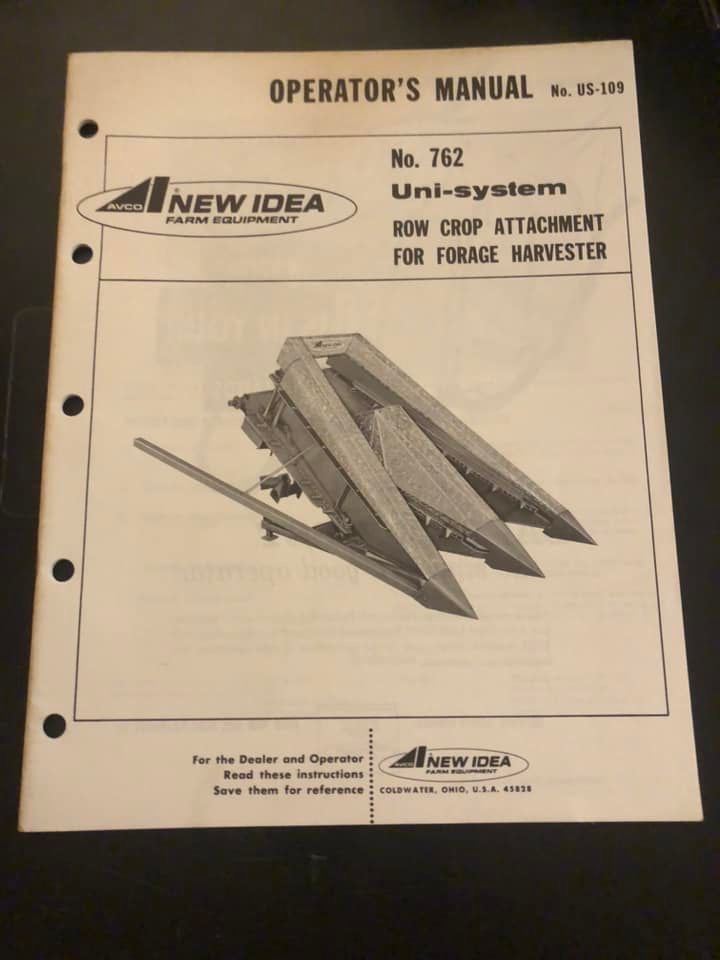 OPERATOR'S MANUAL No. US-109
No. 762
Uni-system
ROW CROP ATTACHMENT
FOR FORAGE HARVESTER
AVCO NEW IDEA
FARM EQUIPMENT
For the Dealer and Operator
Read these instructions
Save them for reference
AVCO NEW IDEA
FARM EQUIPMENT
COLDWATER, OHIO, U.S.A. 45828